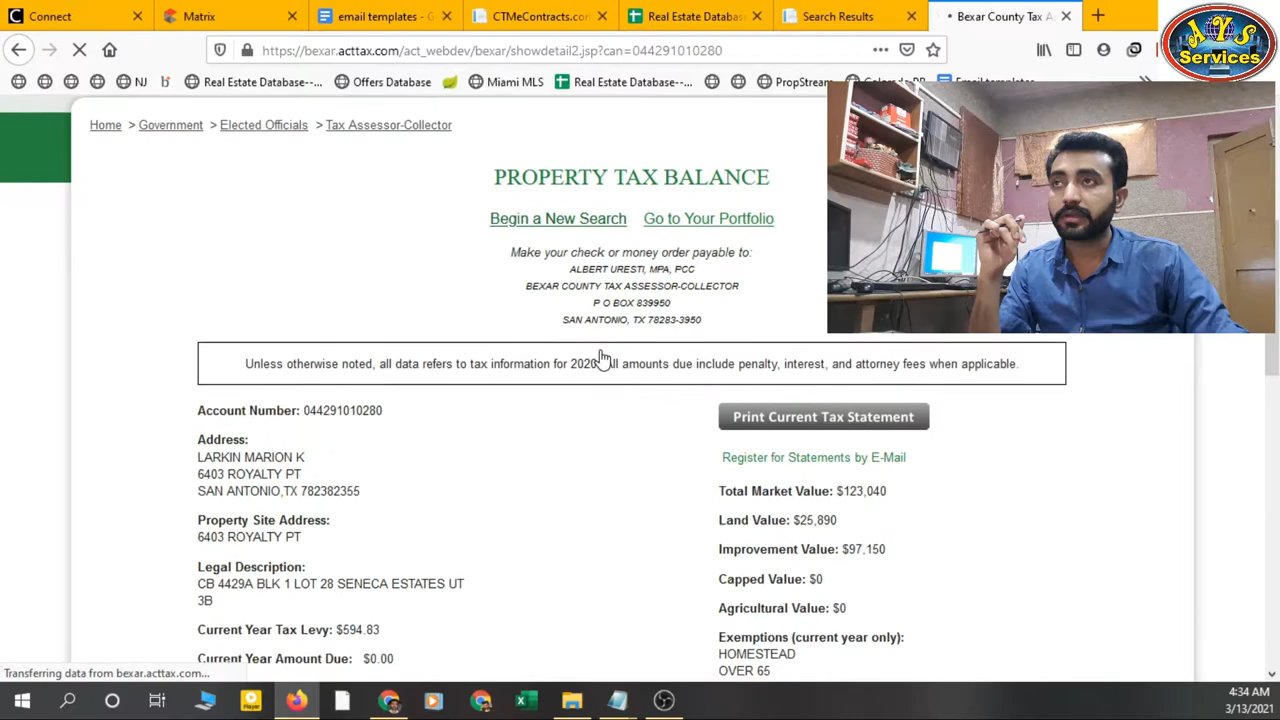 Connect
Matrix
email templates - G
CTMeContracts.co
Real Estate Databas
Search Results
Bexar County Tax A
AYS
Services
https://bexar.acttax.com/act_webdev/bexar/showdetail2.jsp?can=044291010280
NJ
Real Estate Database--...
Offers Database
Miami MLS
Real Estate Database--...
PropStream
Home > Government > Elected Officials > Tax Assessor-Collector
PROPERTY TAX BALANCE
Begin a New Search Go to Your Portfolio
Make your check or money order payable to:
ALBERT URESTI, MPA, PCC
BEXAR COUNTY TAX ASSESSOR-COLLECTOR
P O BOX 839950
SAN ANTONIO, TX 78283-3950
Unless otherwise noted, all data refers to tax information for 2020. All amounts due include penalty, interest, and attorney fees when applicable.
Account Number: 044291010280
Address:
LARKIN MARION K
6403 ROYALTY PT
SAN ANTONIO,TX 782382355
Property Site Address:
6403 ROYALTY PT
Legal Description:
CB 4429A BLK 1 LOT 28 SENECA ESTATES UT
3B
Current Year Tax Levy: $594.83
Current Year Amount Due: $0.00
Print Current Tax Statement
Register for Statements by E-Mail
Total Market Value: $123,040
Land Value: $25,890
Improvement Value: $97,150
Capped Value: $0
Agricultural Value: $0
Exemptions (current year only):
HOMESTEAD
OVER 65
Transferring data from bexar.acttax.com...
4:34 AM
3/13/2021